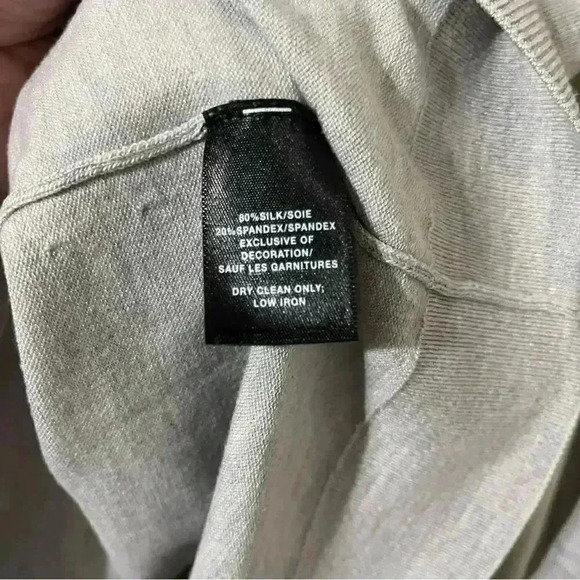 80%SILK/SOIE
20%SPANDEX/SPANDEX
EXCLUSIVE OF
DECORATION/
SAUF LES GARNITURES
DRY CLEAN ONLY;
LOW IRON